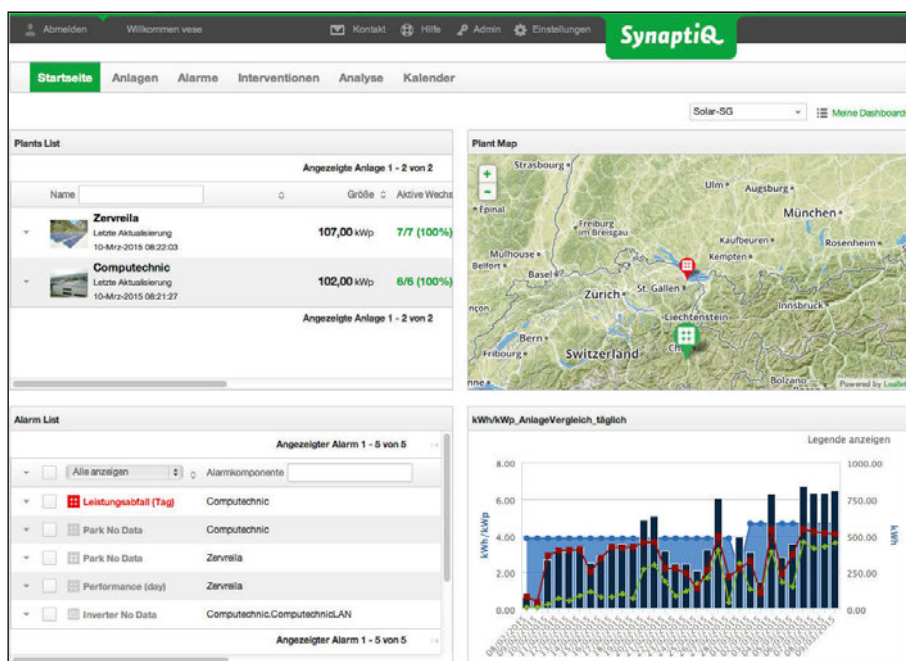 Abmelden Willkommen vese Kontakt Hilfe Admin Einstellungen SynaptiQ
Startseite Anlagen Alarme Interventionen Analyse Kalender
Solar-SG Meine Dashboards
Plants List
Angezeigte Anlage 1 - 2 von 2
Name Größe Aktive Wechs
Zervreila
Letzte Aktualisierung
10-Mrz-2015 08:22:03
107,00 kWp 7/7 (100%)
Computechnic
Letzte Aktualisierung
10-Mrz-2015 08:21:27
102,00 kWp 6/6 (100%)
Angezeigte Anlage 1 - 2 von 2
Plant Map
+
-
Strasbourg
Ulm Augsburg
Épinal
München
Freiburg
im Breisgau
Kaufbeuren Rosenheim
Mulhouse
Kempten
Belfort
Basel
Zürich St. Gallen
Innsbruck
Liechtenstein
Bern
Fribourg Switzerland
Bolzano
Powered by Leaflet
Alarm List
Angezeigter Alarm 1 - 5 von 5
Alle anzeigen Alarmkomponente
Leistungsabfall (Tag) Computechnic
Park No Data Computechnic
Park No Data Zervreila
Performance (day) Zervreila
Inverter No Data Computechnic.ComputechnicLAN
Angezeigter Alarm 1 - 5 von 5
kWh/kWp_AnlageVergleich_täglich
Legende anzeigen
8.00 1000.00
6.00 750.00
4.00 500.00
2.00 250.00
0.00 0.00
kWh/kWp
kWh